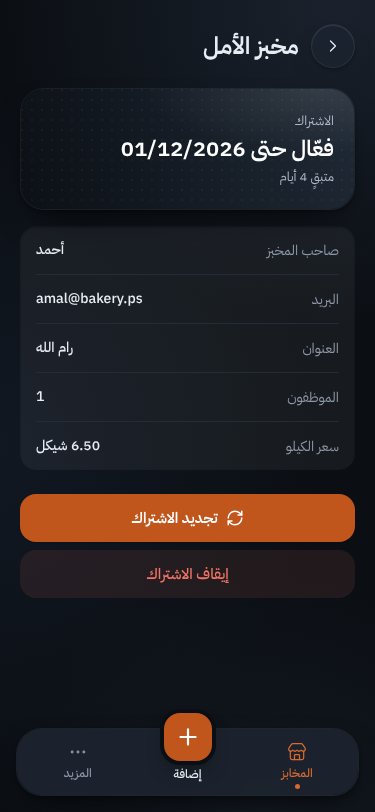 مخبز الأمل
الاشتراك
فعّال حتى 01/12/2026
متبقٍ 4 أيام
صاحب المخبز أحمد
البريد amal@bakery.ps
العنوان رام الله
الموظفون 1
سعر الكيلو 6.50 شيكل
تجديد الاشتراك
إيقاف الاشتراك
المخابز إضافة المزيد